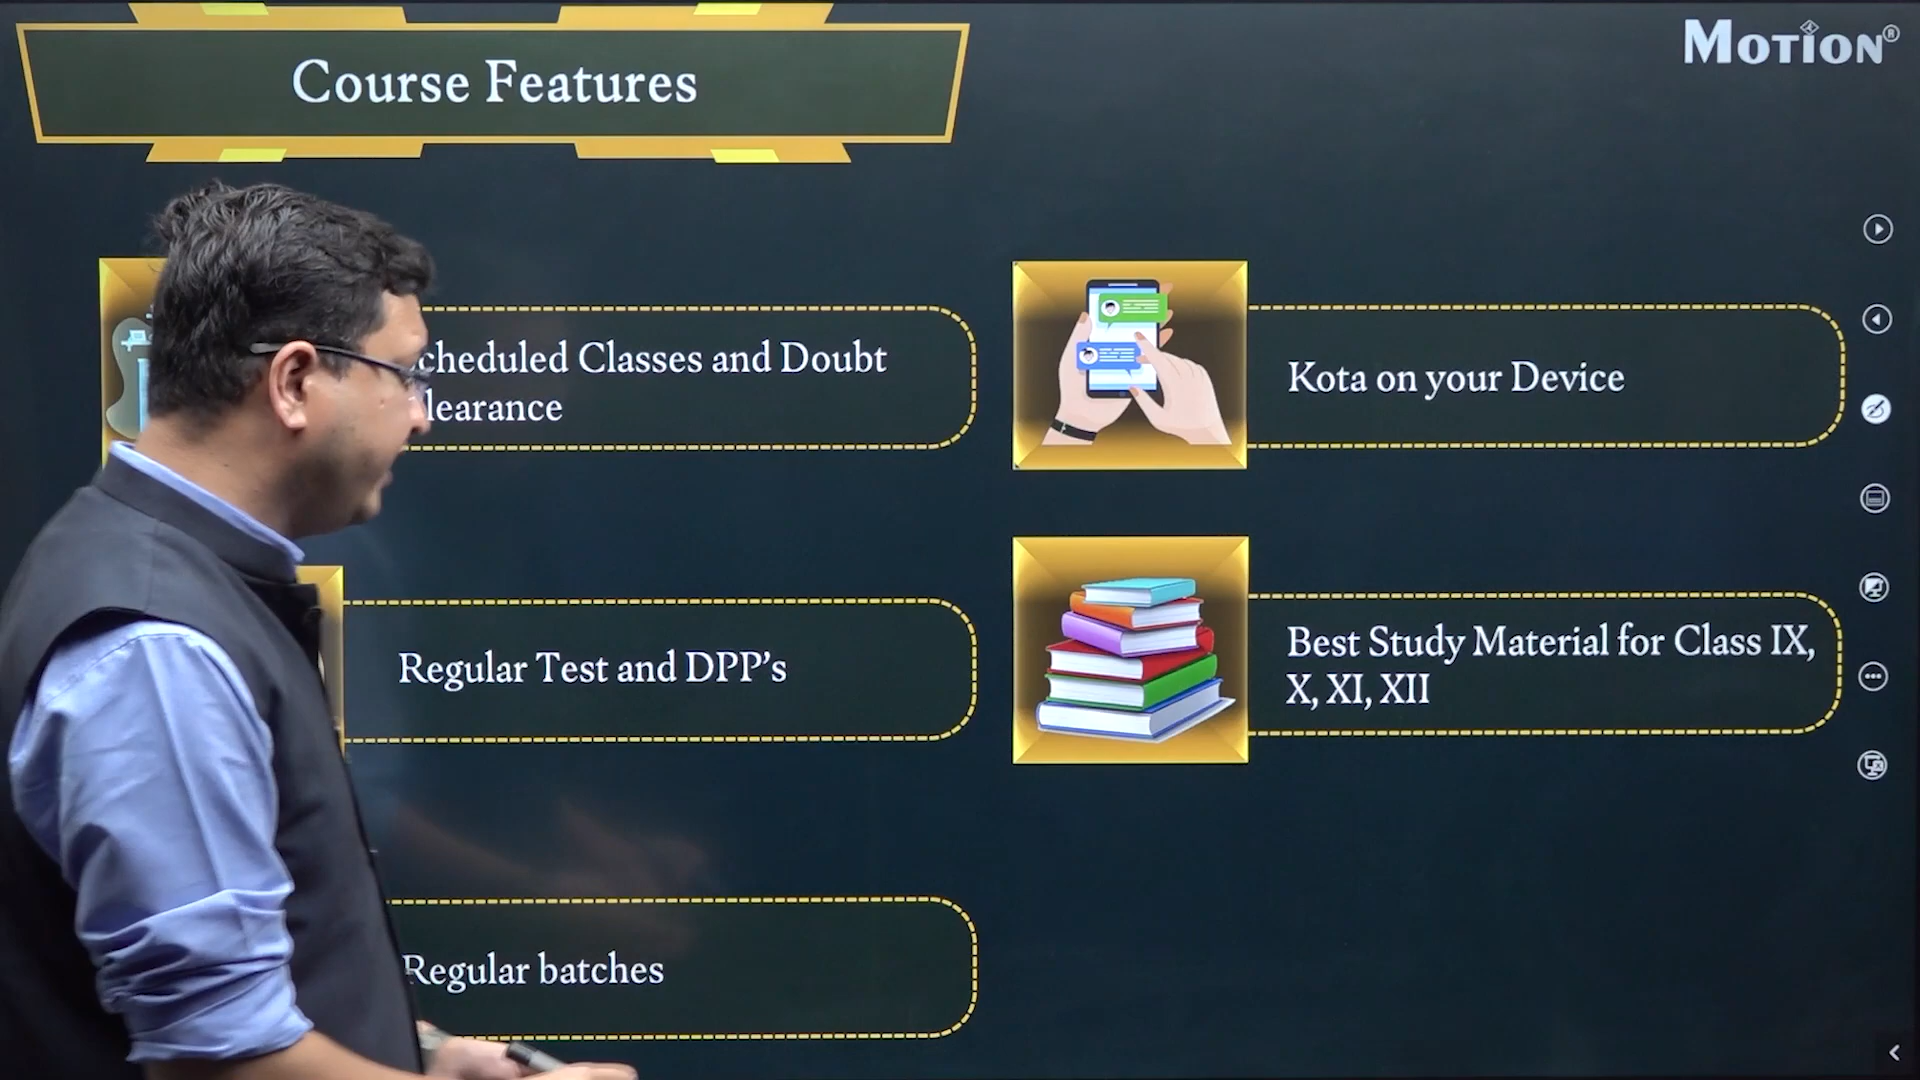 Course Features
MOTION®
cheduled Classes and Doubt
learance
Kota on your Device
Regular Test and DPP's
Best Study Material for Class IX,
X, XI, XII
Regular batches